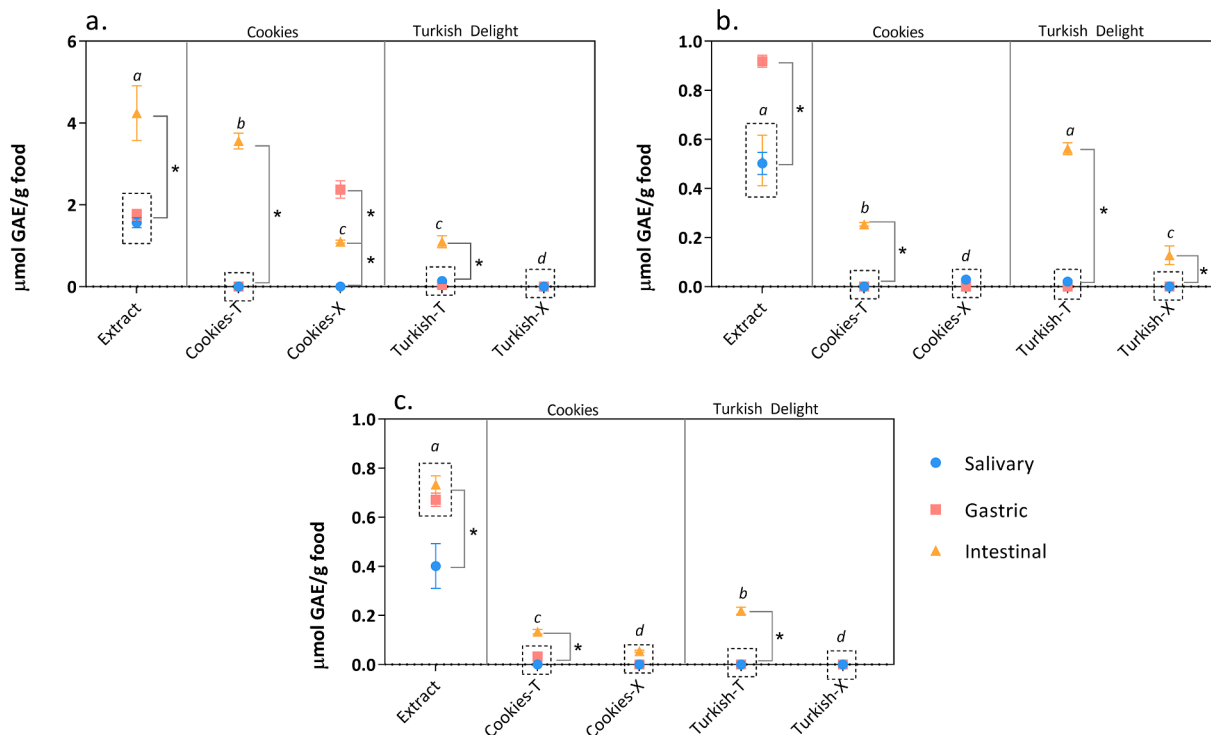 a.
Cookies
Turkish Delight
µmol GAE/g food
6
4
2
0
a
b
c
c
d
*
*
*
*
*
Extract
Cookies-T
Cookies-X
Turkish-T
Turkish-X
b.
Cookies
Turkish Delight
µmol GAE/g food
1.0
0.8
0.6
0.4
0.2
0.0
a
b
d
a
c
*
*
*
*
Extract
Cookies-T
Cookies-X
Turkish-T
Turkish-X
c.
Cookies
Turkish Delight
µmol GAE/g food
1.0
0.8
0.6
0.4
0.2
0.0
a
c
d
b
d
*
*
*
Extract
Cookies-T
Cookies-X
Turkish-T
Turkish-X
Salivary
Gastric
Intestinal